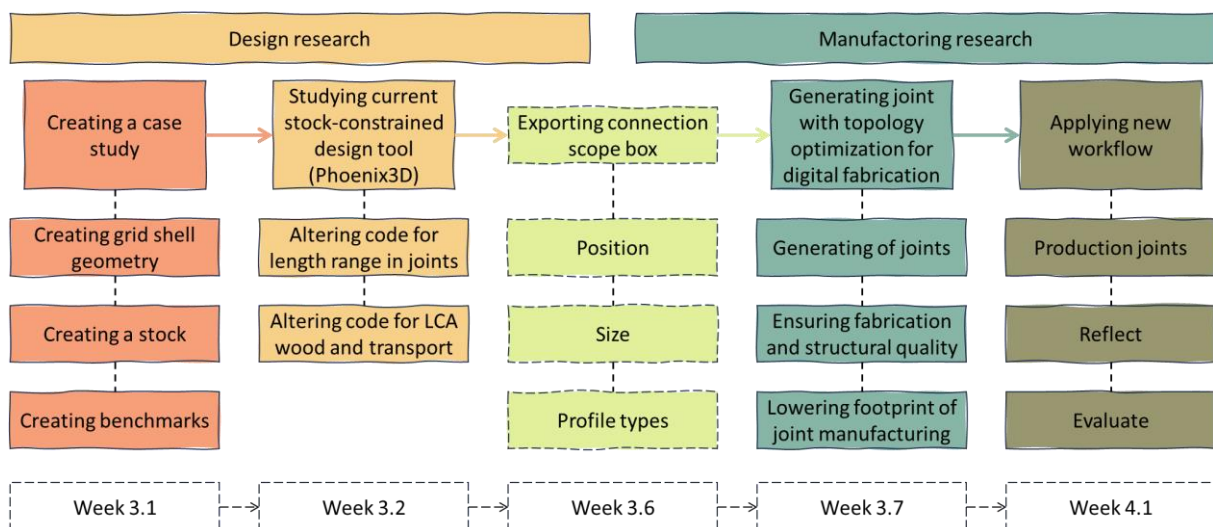 Design research
Manufactoring research
Creating a case
study
Studying current
stock-constrained
design tool
(Phoenix3D)
Exporting connection
scope box
Generating joint
with topology
optimization for
digital fabrication
Applying new
workflow
Creating grid shell
geometry
Altering code for
length range in joints
Position
Generating of joints
Production joints
Creating a stock
Altering code for LCA
wood and transport
Size
Ensuring fabrication
and structural quality
Reflect
Creating benchmarks
Profile types
Lowering footprint of
joint manufacturing
Evaluate
Week 3.1
Week 3.2
Week 3.6
Week 3.7
Week 4.1